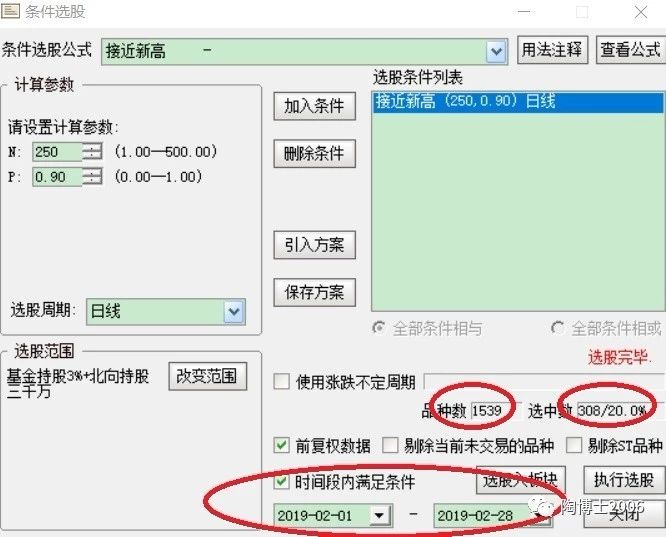 条件选股
条件选股公式 接近新高 - 用法注释 查看公式
计算参数
请设置计算参数:
N: 250 (1.00—500.00)
P: 0.90 (0.00—1.00)
选股周期: 日线
加入条件
删除条件
引入方案
保存方案
选股条件列表
接近新高 (250,0.90) 日线
全部条件相与 全部条件相或
选股范围
基金持股3%+北向持股
三千万
改变范围
选股完毕.
使用涨跌不定周期
品种数 1539 选中数 308/20.0%
前复权数据 剔除当前未交易的品种 剔除ST品种
时间段内满足条件 选股入板块 执行选股
2019-02-01 - 2019-02-28 关闭
陶博士2006